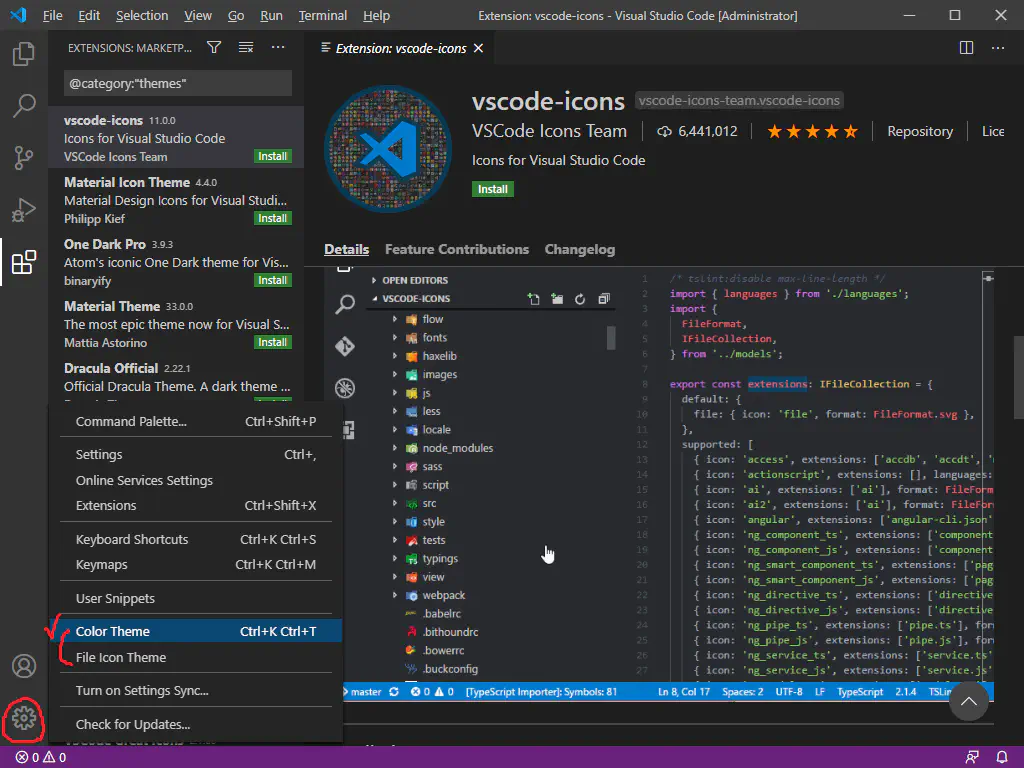 File Edit Selection View Go Run Terminal Help Extension: vscode-icons - Visual Studio Code [Administrator]
EXTENSIONS: MARKETP...
Extension: vscode-icons
@category:"themes"
vscode-icons 11.0.0
Icons for Visual Studio Code
VSCode Icons Team Install
Material Icon Theme 4.4.0
Material Design Icons for Visual Studi...
Philipp Kief Install
One Dark Pro 3.9.3
Atom's iconic One Dark theme for Vis...
binaryify Install
Material Theme 33.0.0
The most epic theme now for Visual S...
Mattia Astorino Install
Dracula Official 2.22.1
Official Dracula Theme. A dark theme ...
Command Palette... Ctrl+Shift+P
Settings Ctrl+,
Online Services Settings
Extensions Ctrl+Shift+X
Keyboard Shortcuts Ctrl+K Ctrl+S
Keymaps Ctrl+K Ctrl+M
User Snippets
Color Theme Ctrl+K Ctrl+T
File Icon Theme
Turn on Settings Sync...
Check for Updates...
vscode-icons vscode-icons-team.vscode-icons
VSCode Icons Team 6,441,012 Repository Lice
Icons for Visual Studio Code
Install
Details Feature Contributions Changelog
OPEN EDITORS
VSCODE-ICONS
flow
fonts
haxelib
images
js
less
locale
node_modules
sass
script
src
style
tests
typings
view
webpack
.babelrc
.bithoundrc
.bowerrc
.buckconfig
1 /* tslint:disable max-line-length */
2 import { languages } from './languages';
3 import {
4 FileFormat,
5 IFileCollection,
6 } from '../models';
7
8 export const extensions: IFileCollection = {
9 default: {
10 file: { icon: 'file', format: FileFormat.svg },
11 },
12 supported: [
13 { icon: 'access', extensions: ['accdb', 'accdt',
14 { icon: 'actionscript', extensions: [], languages:
15 { icon: 'ai', extensions: ['ai'], format: FileForm
16 { icon: 'ai2', extensions: ['ai'], format: FileFor
17 { icon: 'angular', extensions: ['angular-cli.json'
18 { icon: 'ng_component_ts', extensions: ['component
19 { icon: 'ng_component_js', extensions: ['component
20 { icon: 'ng_smart_component_ts', extensions: ['pag
21 { icon: 'ng_smart_component_js', extensions: ['pag
22 { icon: 'ng_directive_ts', extensions: ['directive
23 { icon: 'ng_directive_js', extensions: ['directive
24 { icon: 'ng_pipe_ts', extensions: ['pipe.ts'], for
25 { icon: 'ng_pipe_js', extensions: ['pipe.js'], for
26 { icon: 'ng_service_ts', extensions: ['service.ts'
27 { icon: 'ng_service_js', extensions: ['service.js'
master 0 0 [TypeScript Importer]: Symbols: 81 Ln 8, Col 17 Spaces: 2 UTF-8 LF TypeScript 2.1.4 TSLin
0 0